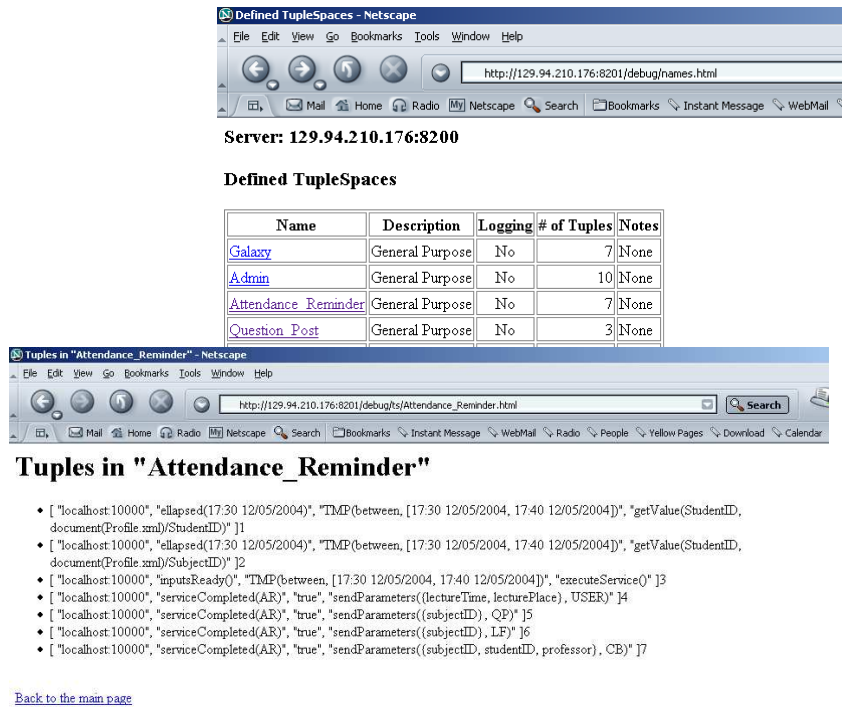 Defined TupleSpaces - Netscape
File Edit View Go Bookmarks Tools Window Help
http://129.94.210.176:8201/debug/names.html
Mail Home Radio My Netscape Search Bookmarks Instant Message WebMail
Server: 129.94.210.176:8200
Defined TupleSpaces
Name Description Logging # of Tuples Notes
Galaxy General Purpose No 7 None
Admin General Purpose No 10 None
Attendance_Reminder General Purpose No 7 None
Question_Post General Purpose No 3 None
Tuples in "Attendance_Reminder" - Netscape
File Edit View Go Bookmarks Tools Window Help
http://129.94.210.176:8201/debug/ts/Attendance_Reminder.html Search
Mail Home Radio My Netscape Search Bookmarks Instant Message WebMail Radio People Yellow Pages Download Calendar
Tuples in "Attendance_Reminder"
[ "localhost:10000", "ellapsed(17:30 12/05/2004)", "TMP(between, [17:30 12/05/2004, 17:40 12/05/2004])", "getValue(StudentID,
document(Profile.xml)/StudentID)" ]1
[ "localhost:10000", "ellapsed(17:30 12/05/2004)", "TMP(between, [17:30 12/05/2004, 17:40 12/05/2004])", "getValue(StudentID,
document(Profile.xml)/SubjectID)" ]2
[ "localhost:10000", "inputsReady()", "TMP(between, [17:30 12/05/2004, 17:40 12/05/2004])", "executeService()" ]3
[ "localhost:10000", "serviceCompleted(AR)", "true", "sendParameters({lectureTime, lecturePlace}, USER)" ]4
[ "localhost:10000", "serviceCompleted(AR)", "true", "sendParameters({subjectID}, QP)" ]5
[ "localhost:10000", "serviceCompleted(AR)", "true", "sendParameters({subjectID}, LF)" ]6
[ "localhost:10000", "serviceCompleted(AR)", "true", "sendParameters({subjectID, studentID, professor}, CB)" ]7
Back to the main page